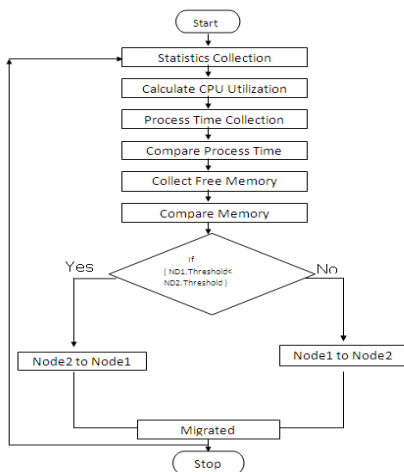 Start
Statistics Collection
Calculate CPU Utilization
Process Time Collection
Compare Process Time
Collect Free Memory
Compare Memory
If
( ND1.Threshold<
ND2.Threshold )
Yes
No
Node2 to Node1
Node1 to Node2
Migrated
Stop